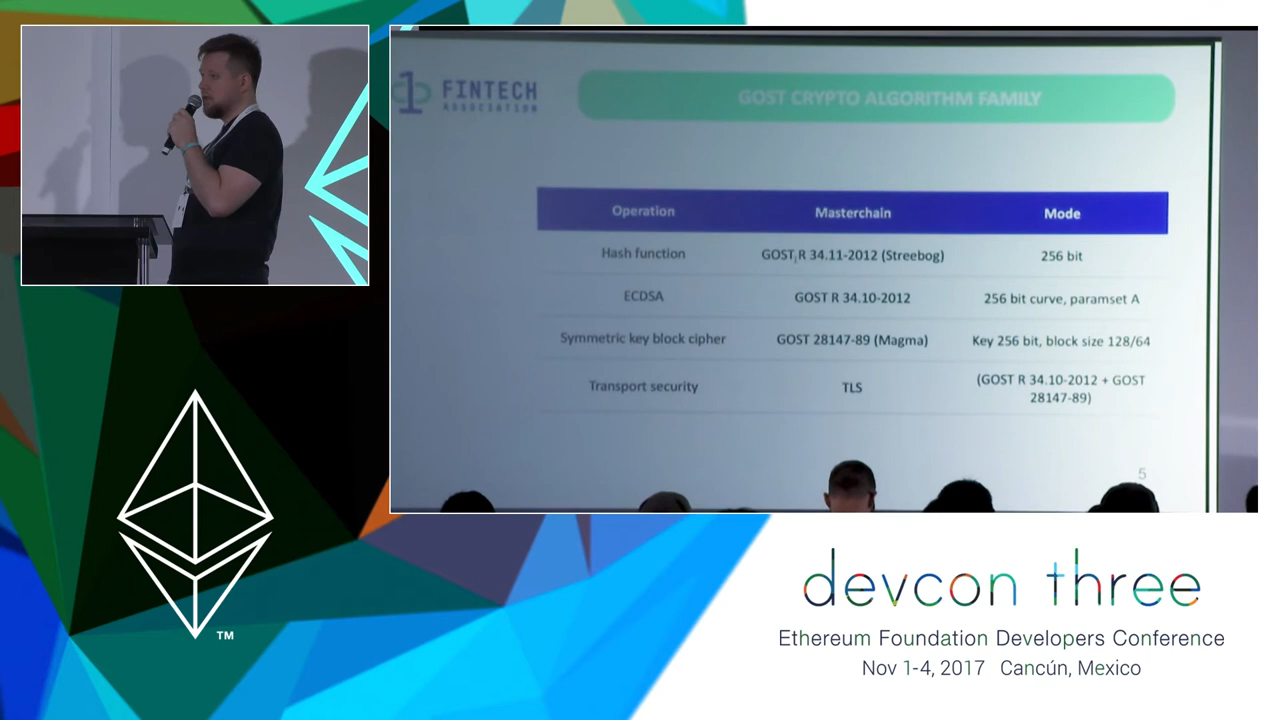 1 FINTECH
ASSOCIATION
GOST CRYPTO ALGORITHM FAMILY
Operation Masterchain Mode
Hash function GOST R 34.11-2012 (Streebog) 256 bit
ECDSA GOST R 34.10-2012 256 bit curve, paramset A
Symmetric key block cipher GOST 28147-89 (Magma) Key 256 bit, block size 128/64
Transport security TLS (GOST R 34.10-2012 + GOST
28147-89)
5
TM
devcon three
Ethereum Foundation Developers Conference
Nov 1-4, 2017 Cancún, Mexico